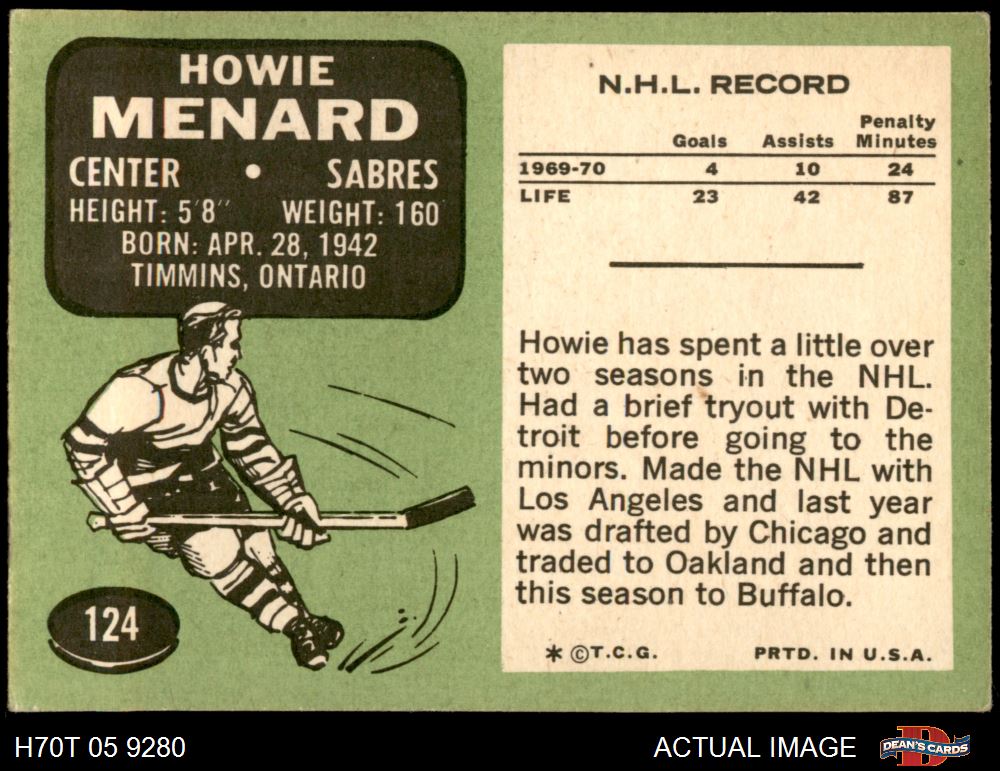 HOWIE
MENARD
CENTER • SABRES
HEIGHT: 5'8" WEIGHT: 160
BORN: APR. 28, 1942
TIMMINS, ONTARIO
124
N.H.L. RECORD
Goals Assists Penalty Minutes
1969-70 4 10 24
LIFE 23 42 87
Howie has spent a little over
two seasons in the NHL.
Had a brief tryout with De-
troit before going to the
minors. Made the NHL with
Los Angeles and last year
was drafted by Chicago and
traded to Oakland and then
this season to Buffalo.
* © T.C.G. PRTD. IN U.S.A.
H70T 05 9280
ACTUAL IMAGE
D
DEAN'S CARDS